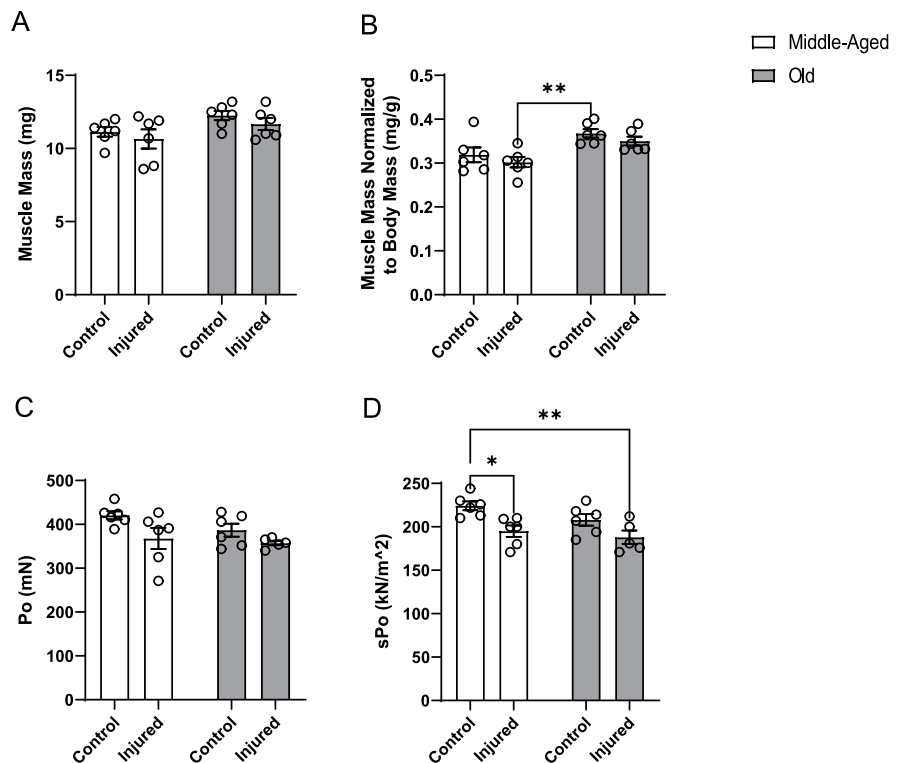 A
B
Middle-Aged
Old
Muscle Mass (mg)
15
10
5
0
Control
Injured
Control
Injured
Muscle Mass Normalized
to Body Mass (mg/g)
0.5
0.4
0.3
0.2
0.1
0.0
**
Control
Injured
Control
Injured
C
D
Po (mN)
500
400
300
200
100
0
Control
Injured
Control
Injured
sPo (kN/m^2)
250
200
150
100
50
0
**
*
Control
Injured
Control
Injured